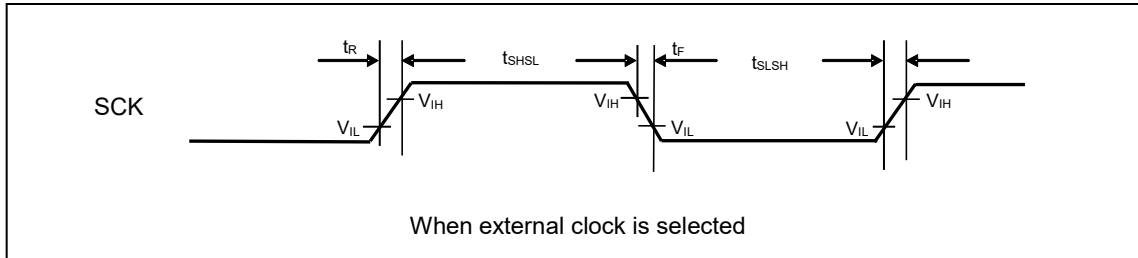 tR tSHSL tF tSLSH
SCK VIH VIH VIH
VIL VIL VIL
When external clock is selected